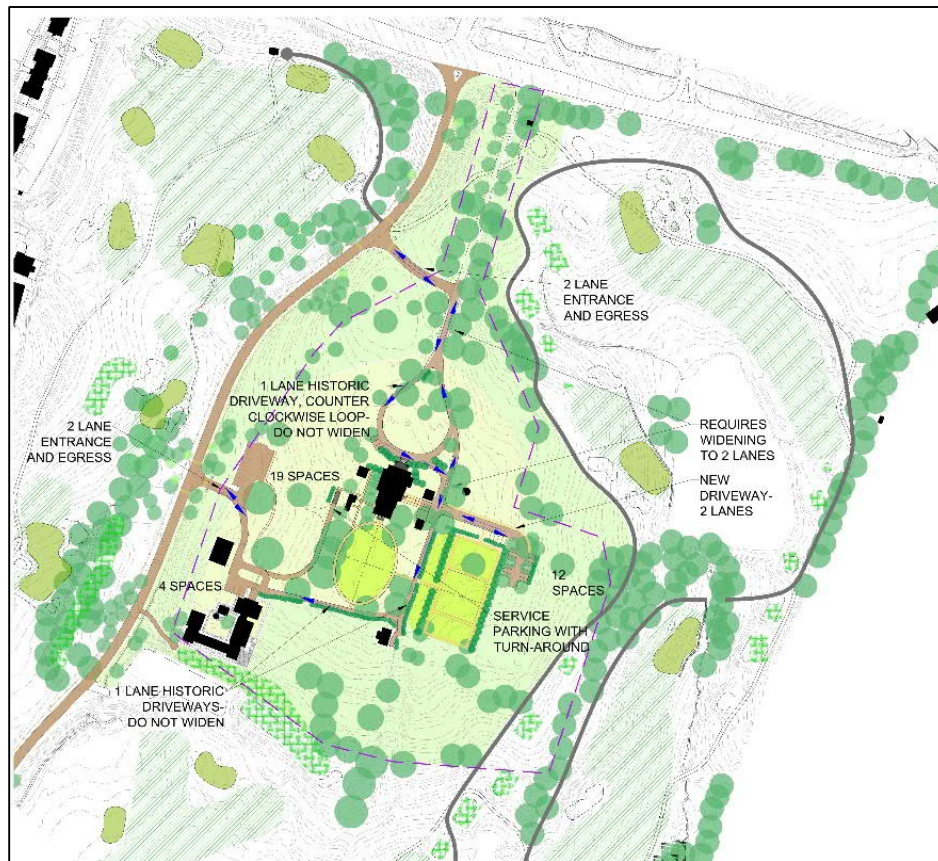 2 LANE
ENTRANCE
AND EGRESS
1 LANE HISTORIC
DRIVEWAY, COUNTER
CLOCKWISE LOOP-
DO NOT WIDEN
2 LANE
ENTRANCE
AND EGRESS
REQUIRES
WIDENING
TO 2 LANES
19 SPACES
NEW
DRIVEWAY-
2 LANES
4 SPACES
12
SPACES
SERVICE
PARKING WITH
TURN-AROUND
1 LANE HISTORIC
DRIVEWAYS-
DO NOT WIDEN